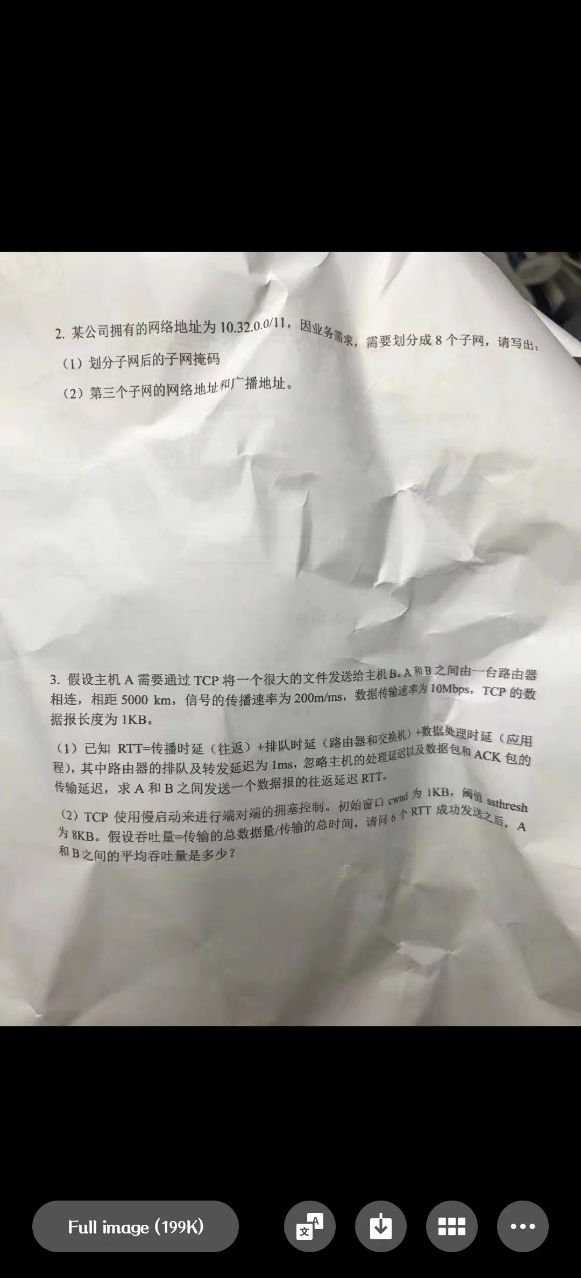 2. 某公司拥有的网络地址为 10.32.0.0/11，因业务需求，需要划分成 8 个子网，请写出：
（1）划分子网后的子网掩码
（2）第三个子网的网络地址和广播地址。
3. 假设主机 A 需要通过 TCP 将一个很大的文件发送给主机 B。A 和 B 之间由一台路由器
相连，相距 5000 km，信号的传播速率为 200m/ms，数据传输速率为 10Mbps，TCP 的数
据报长度为 1KB。
（1）已知 RTT=传播时延（往返）+排队时延（路由器和交换机）+数据处理时延（应用
程），其中路由器的排队及转发延迟为 1ms，忽略主机的处理延迟以及数据包和 ACK 包的
传输延迟，求 A 和 B 之间发送一个数据报的往返延迟 RTT。
（2）TCP 使用慢启动来进行端对端的拥塞控制。初始窗口 cwnd 为 1KB，阈值 ssthresh
为 8KB。假设吞吐量=传输的总数据量/传输的总时间，请问 6 个 RTT 成功发送之后，A
和 B 之间的平均吞吐量是多少？
Full image (199K)
文 A